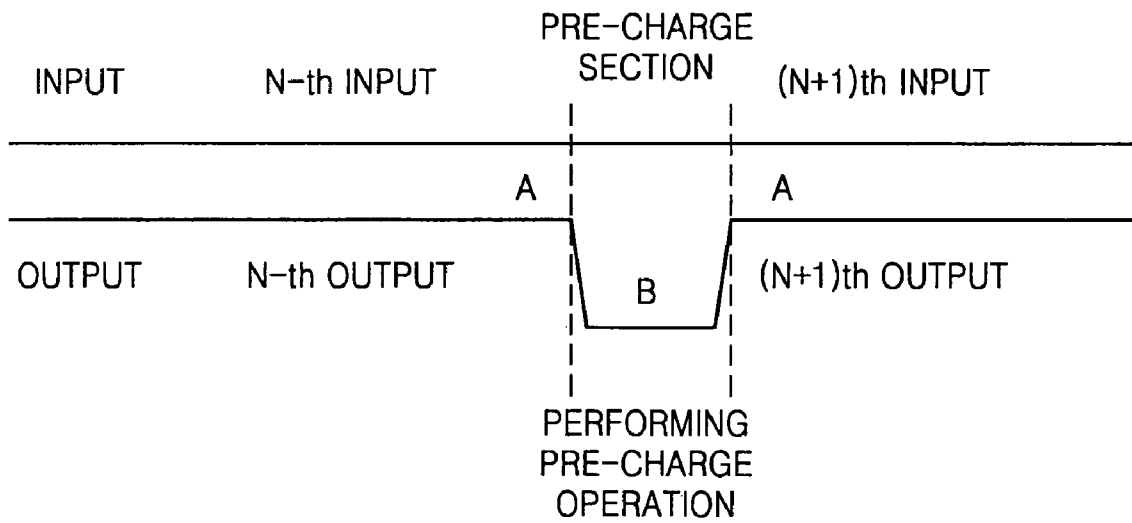 PRE-CHARGE
SECTION
INPUT N-th INPUT (N+1)th INPUT
A A
OUTPUT N-th OUTPUT B (N+1)th OUTPUT
PERFORMING
PRE-CHARGE
OPERATION